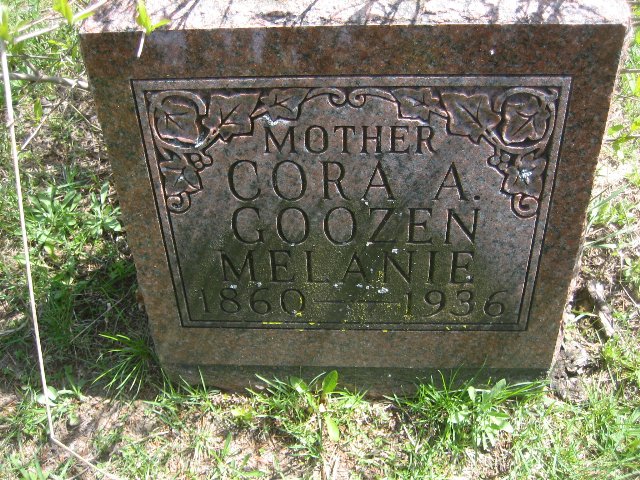 MOTHER
CORA A.
GOOZEN
MELANIE
1860 — 1936